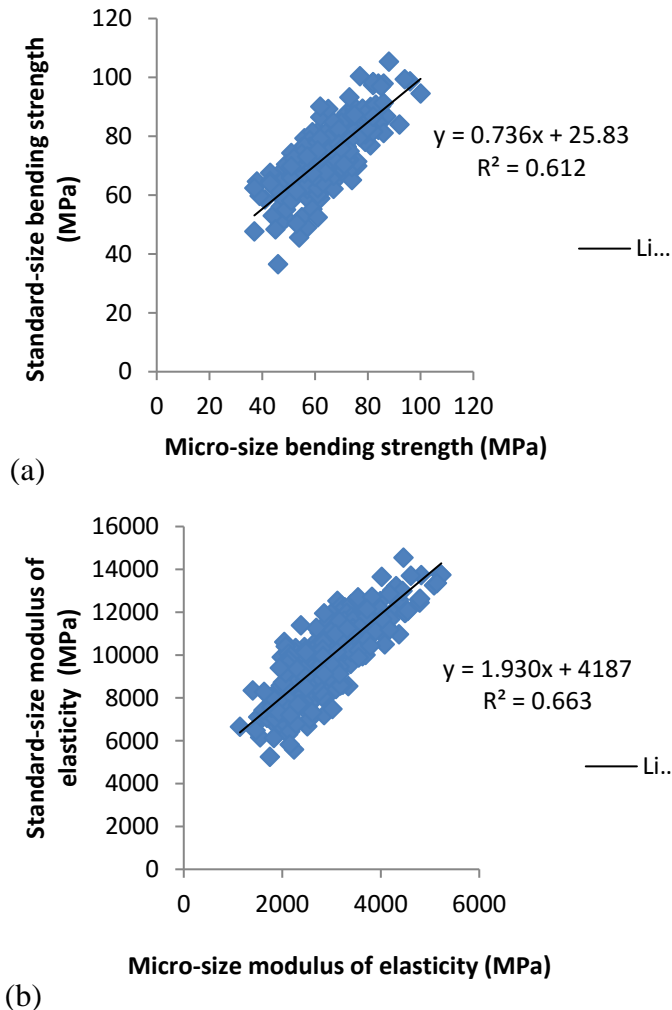 Standard-size bending strength
(MPa)
120
100
80
60
40
20
0
y = 0.736x + 25.83
R² = 0.612
Li...
0 20 40 60 80 100 120
Micro-size bending strength (MPa)
(a)
Standard-size modulus of
elasticity (MPa)
16000
14000
12000
10000
8000
6000
4000
2000
0
y = 1.930x + 4187
R² = 0.663
Li..
0 2000 4000 6000
Micro-size modulus of elasticity (MPa)
(b)